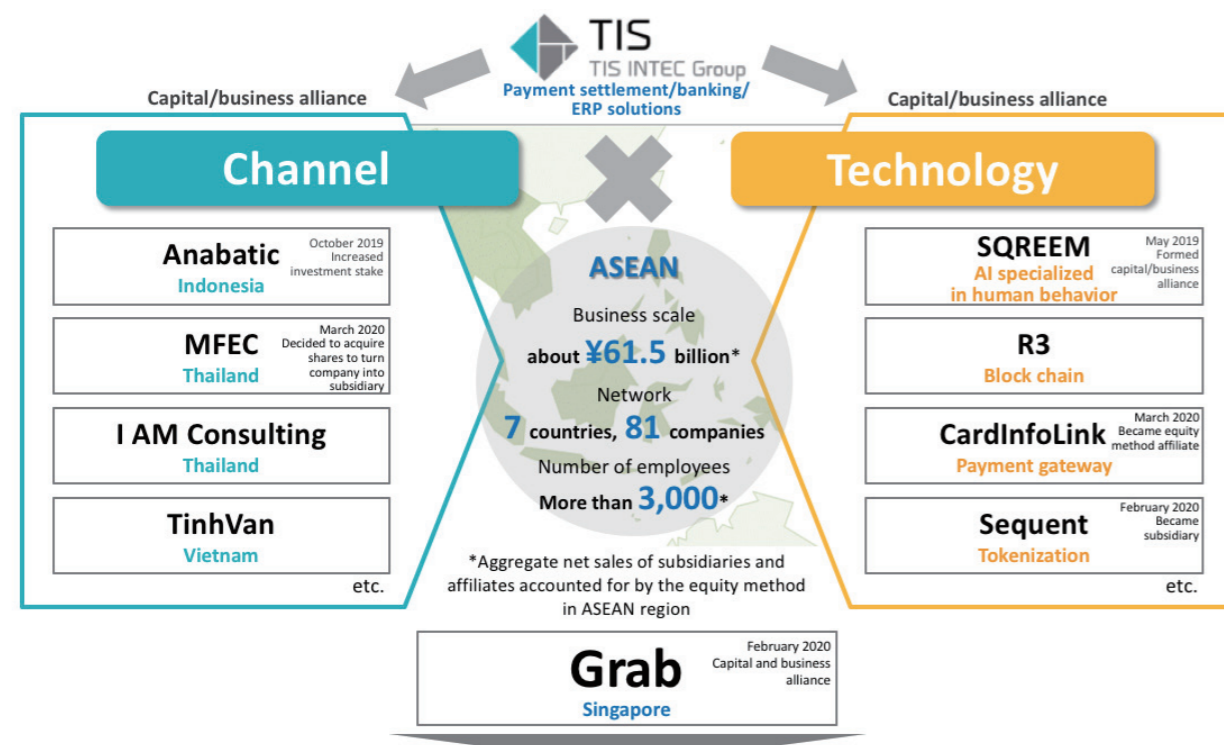 TIS
TIS INTEC Group
Payment settlement/banking/
ERP solutions
Capital/business alliance
Channel
Anabatic
Indonesia
October 2019
Increased
investment stake
MFEC
Thailand
March 2020
Decided to acquire
shares to turn
company into
subsidiary
I AM Consulting
Thailand
TinhVan
Vietnam
etc.
ASEAN
Business scale
about ¥61.5 billion*
Network
7 countries, 81 companies
Number of employees
More than 3,000*
*Aggregate net sales of subsidiaries and
affiliates accounted for by the equity method
in ASEAN region
Capital/business alliance
Technology
SQREEM
AI specialized
in human behavior
May 2019
Formed
capital/business
alliance
R3
Block chain
CardInfoLink
Payment gateway
March 2020
Became equity
method affiliate
Sequent
Tokenization
February 2020
Became
subsidiary
etc.
Grab
Singapore
February 2020
Capital and business
alliance